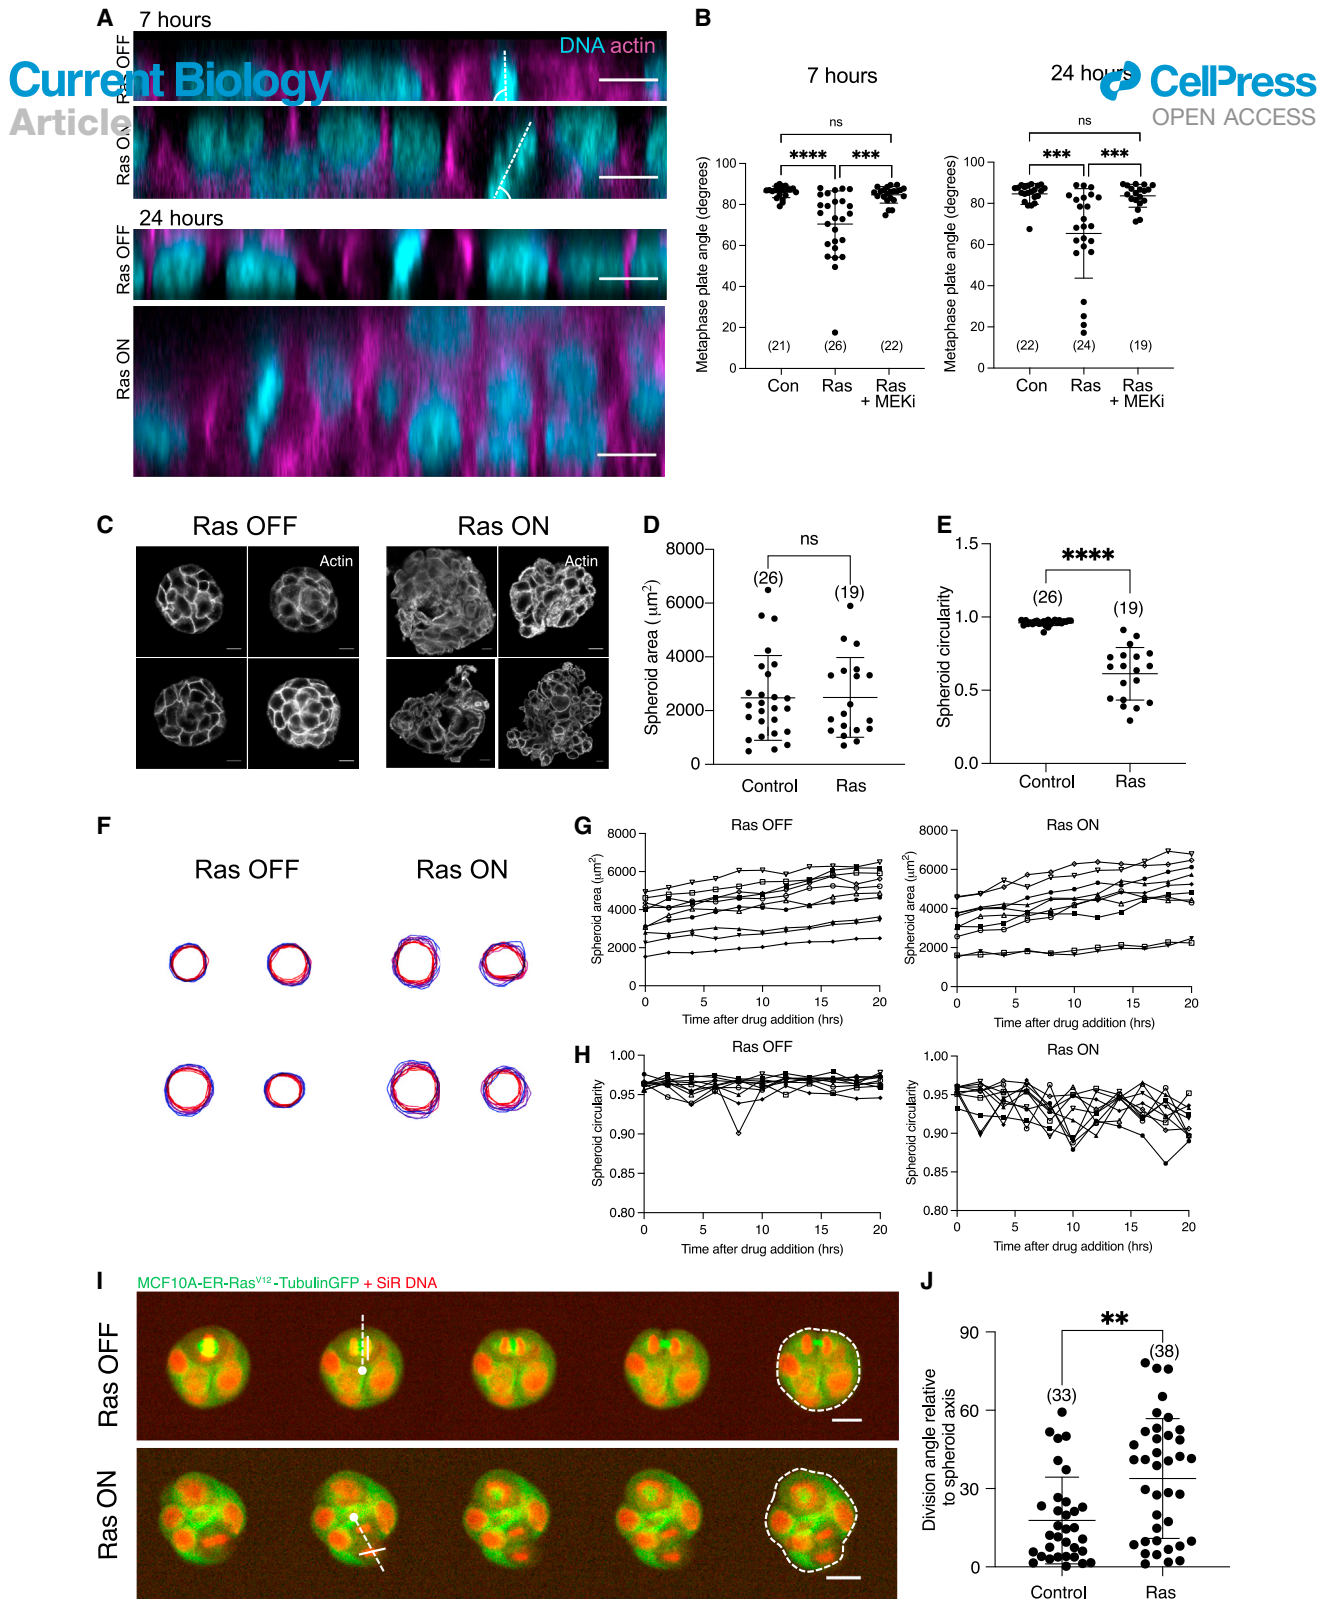 Current Biology
Article
CellPress
OPEN ACCESS
A
7 hours
Ras OFF
DNA actin
Ras ON
24 hours
Ras OFF
Ras ON
B
7 hours
ns
**** ***
Metaphase plate angle (degrees)
100
80
60
40
20
0
(21) (26) (22)
Con Ras Ras
+ MEKi
24 hours
ns
*** ***
Metaphase plate angle (degrees)
100
80
60
40
20
0
(22) (24) (19)
Con Ras Ras
+ MEKi
C
Ras OFF Ras ON
Actin Actin
D
ns
Spheroid area (µm²)
8000
6000
4000
2000
0
(26) (19)
Control Ras
E
****
Spheroid circularity
1.5
1.0
0.5
0.0
(26) (19)
Control Ras
F
Ras OFF Ras ON
G
Ras OFF
Spheroid area (µm²)
8000
6000
4000
2000
0
0 5 10 15 20
Time after drug addition (hrs)
Ras ON
Spheroid area (µm²)
8000
6000
4000
2000
0
0 5 10 15 20
Time after drug addition (hrs)
H
Ras OFF
Spheroid circularity
1.00
0.95
0.90
0.85
0.80
0 5 10 15 20
Time after drug addition (hrs)
Ras ON
Spheroid circularity
1.00
0.95
0.90
0.85
0.80
0 5 10 15 20
Time after drug addition (hrs)
I
MCF10A-ER-Rasⱽ¹²-TubulinGFP + SiR DNA
Ras OFF
Ras ON
J
**
Division angle relative
to spheroid axis
90
60
30
0
(33) (38)
Control Ras